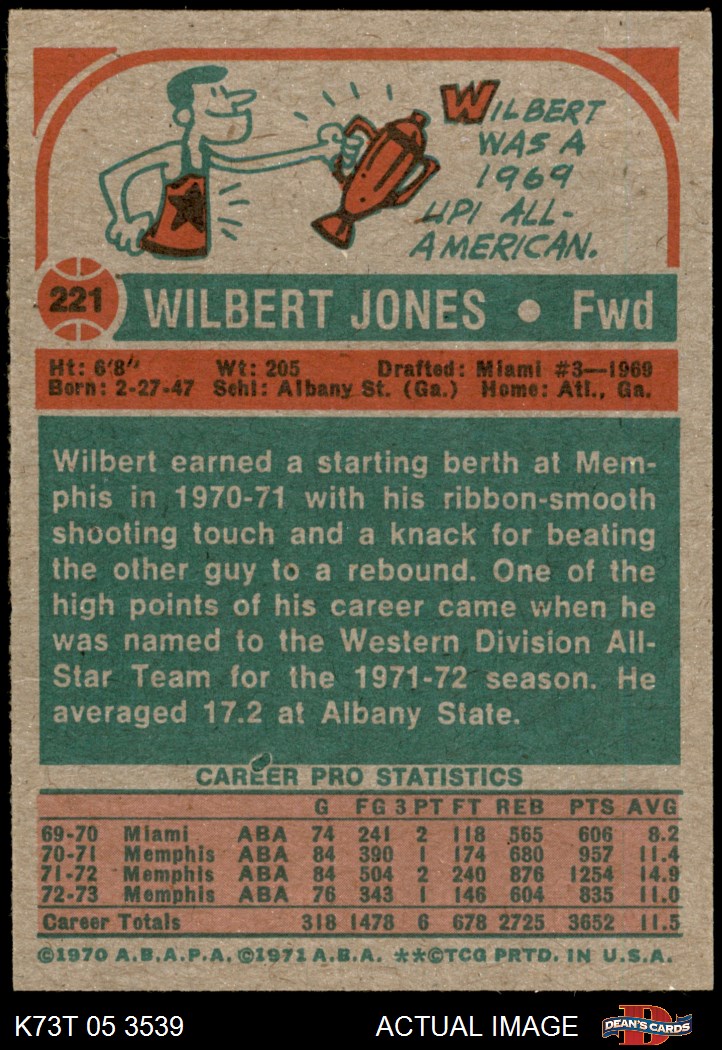 WILBERT
WAS A
1969
UPI ALL-
AMERICAN.
221 WILBERT JONES • Fwd
Ht: 6'8" Wt: 205 Drafted: Miami #3—1969
Born: 2-27-47 Schl: Albany St. (Ga.) Home: Atl., Ga.
Wilbert earned a starting berth at Mem-
phis in 1970-71 with his ribbon-smooth
shooting touch and a knack for beating
the other guy to a rebound. One of the
high points of his career came when he
was named to the Western Division All-
Star Team for the 1971-72 season. He
averaged 17.2 at Albany State.
CAREER PRO STATISTICS
G FG 3 PT FT REB PTS AVG
69-70 Miami ABA 74 241 2 118 565 606 8.2
70-71 Memphis ABA 84 390 1 174 680 957 11.4
71-72 Memphis ABA 84 504 2 240 876 1254 14.9
72-73 Memphis ABA 76 343 1 146 604 835 11.0
Career Totals 318 1478 6 678 2725 3652 11.5
©1970 A.B.A.P.A. ©1971 A.B.A. **©TCG PRTD. IN U.S.A.
K73T 05 3539 ACTUAL IMAGE D DEAN'S CARDS